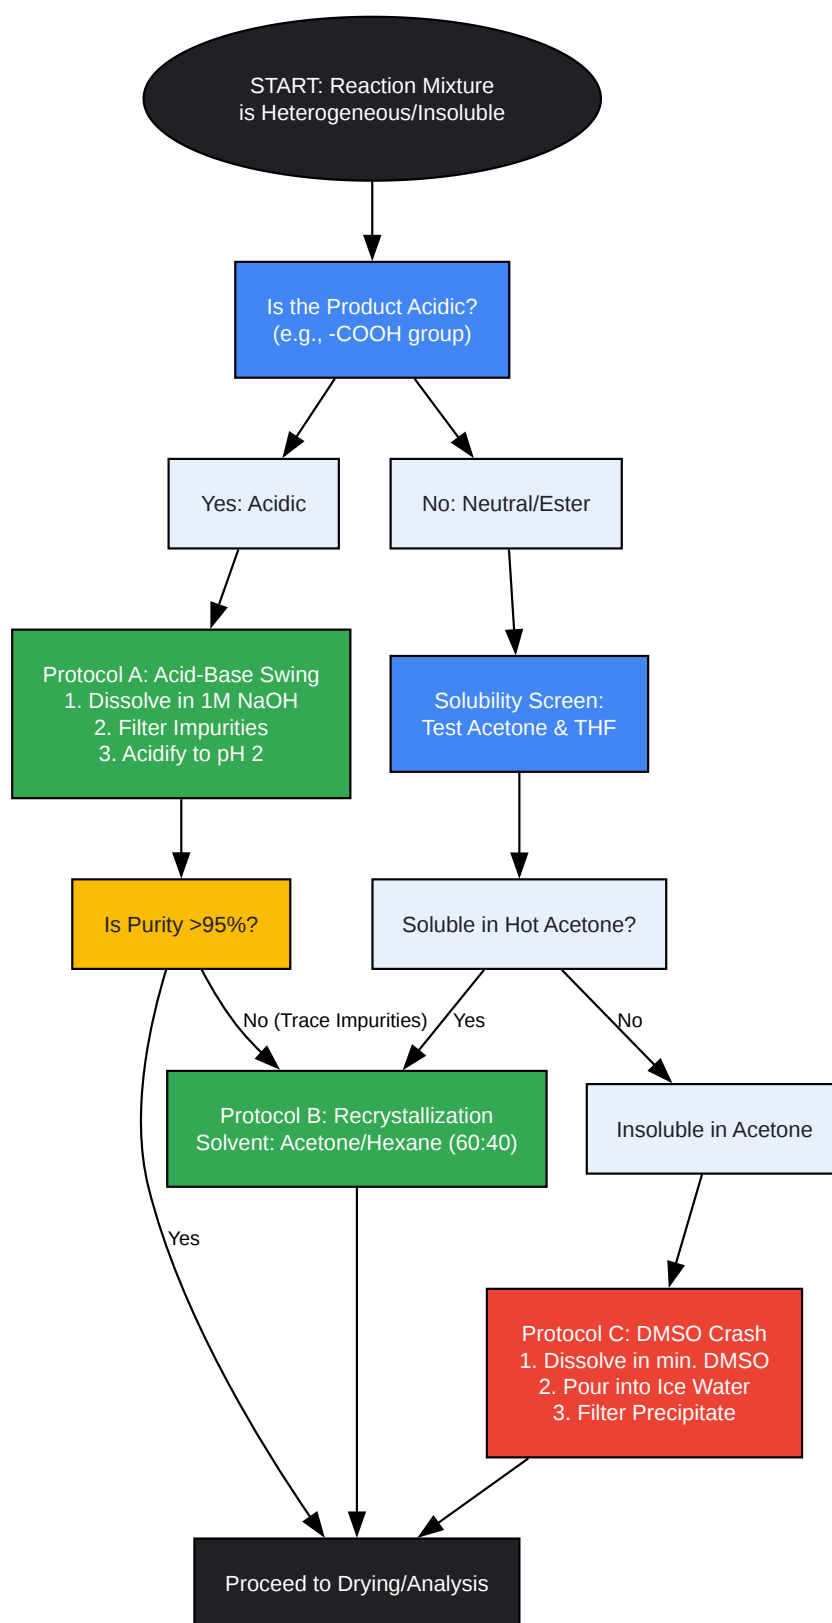 START: Reaction Mixture
is Heterogeneous/Insoluble
Is the Product Acidic?
(e.g., -COOH group)
Yes: Acidic
No: Neutral/Ester
Protocol A: Acid-Base Swing
1. Dissolve in 1M NaOH
2. Filter Impurities
3. Acidify to pH 2
Solubility Screen:
Test Acetone & THF
Is Purity >95%?
Soluble in Hot Acetone?
No (Trace Impurities)
Yes
No
Protocol B: Recrystallization
Solvent: Acetone/Hexane (60:40)
Insoluble in Acetone
Yes
Protocol C: DMSO Crash
1. Dissolve in min. DMSO
2. Pour into Ice Water
3. Filter Precipitate
Proceed to Drying/Analysis